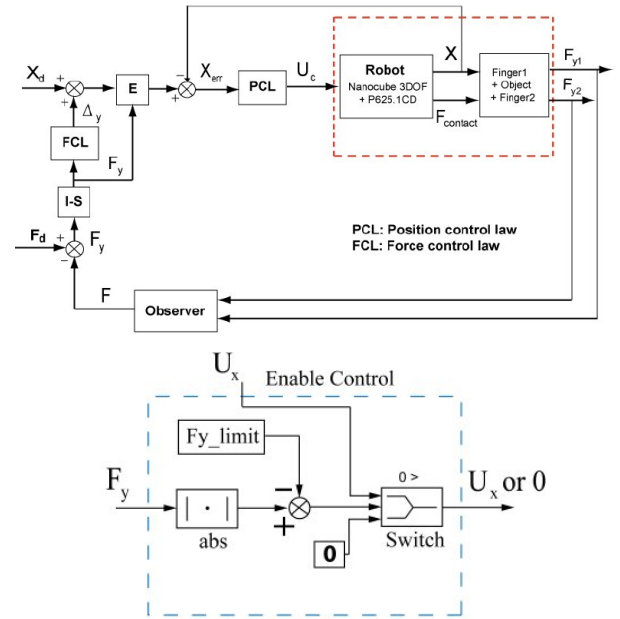 X_d
+
+
Δ_y
E
FCL
F_y
I-S
F_d
+
−
F_y
F
Observer
−
+
X_err
PCL
U_c
Robot
Nanocube 3DOF
+ P625.1CD
X
F_contact
Finger1
+ Object
+ Finger2
F_y1
F_y2
PCL: Position control law
FCL: Force control law
U_x
Enable Control
Fy_limit
F_y
| · |
abs
−
+
0
0 >
Switch
U_x or 0